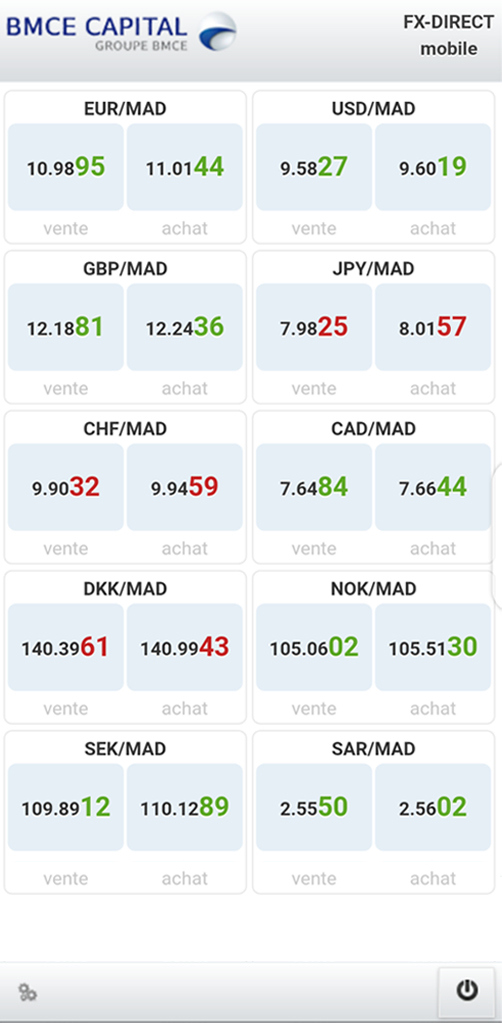 BMCE CAPITAL
GROUPE BMCE
FX-DIRECT
mobile
EUR/MAD
10.9895 11.0144
vente achat
USD/MAD
9.5827 9.6019
vente achat
GBP/MAD
12.1881 12.2436
vente achat
JPY/MAD
7.9825 8.0157
vente achat
CHF/MAD
9.9032 9.9459
vente achat
CAD/MAD
7.6484 7.6644
vente achat
DKK/MAD
140.3961 140.9943
vente achat
NOK/MAD
105.0602 105.5130
vente achat
SEK/MAD
109.8912 110.1289
vente achat
SAR/MAD
2.5550 2.5602
vente achat